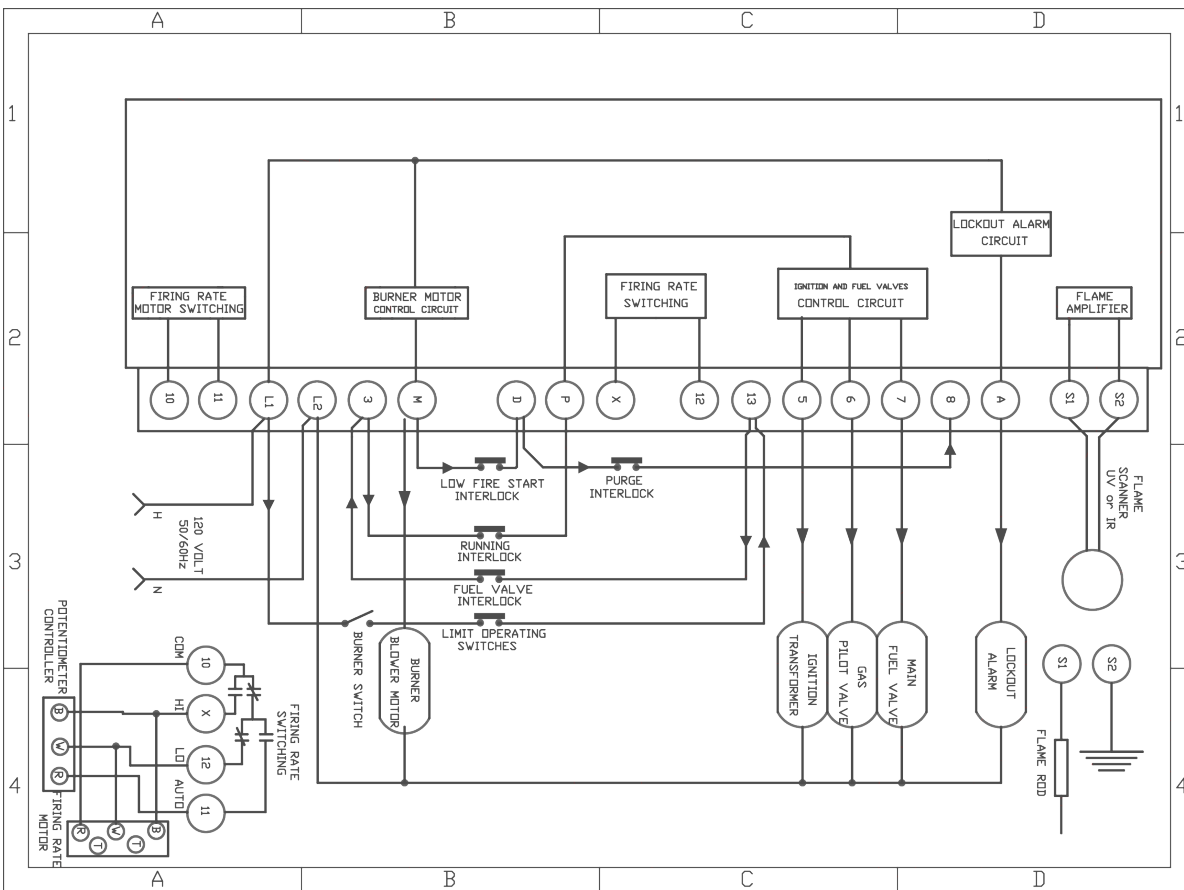 A B C D
1 1
LOCKOUT ALARM
CIRCUIT
FIRING RATE
MOTOR SWITCHING
BURNER MOTOR
CONTROL CIRCUIT
FIRING RATE
SWITCHING
IGNITION AND FUEL VALVES
CONTROL CIRCUIT
FLAME
AMPLIFIER
2 2
10 11 L1 L2 3 M D P X 12 13 5 6 7 8 A S1 S2
LOW FIRE START
INTERLOCK
PURGE
INTERLOCK
FLAME
SCANNER
UV or IR
H
120 VOLT
50/60Hz
N
RUNNING
INTERLOCK
3 3
FUEL VALVE
INTERLOCK
LIMIT OPERATING
SWITCHES
BURNER SWITCH
BURNER
BLOWER MOTOR
IGNITION
TRANSFORMER
GAS
PILOT VALVE
MAIN
FUEL VALVE
LOCKOUT
ALARM
S1 S2
FLAME ROD
POTENTIOMETER
CONTROLLER
B
W
R
COM 10
HI X
LO 12
AUTO 11
FIRING RATE
SWITCHING
4 4
FIRING RATE
MOTOR
R W B
T T
A B C D